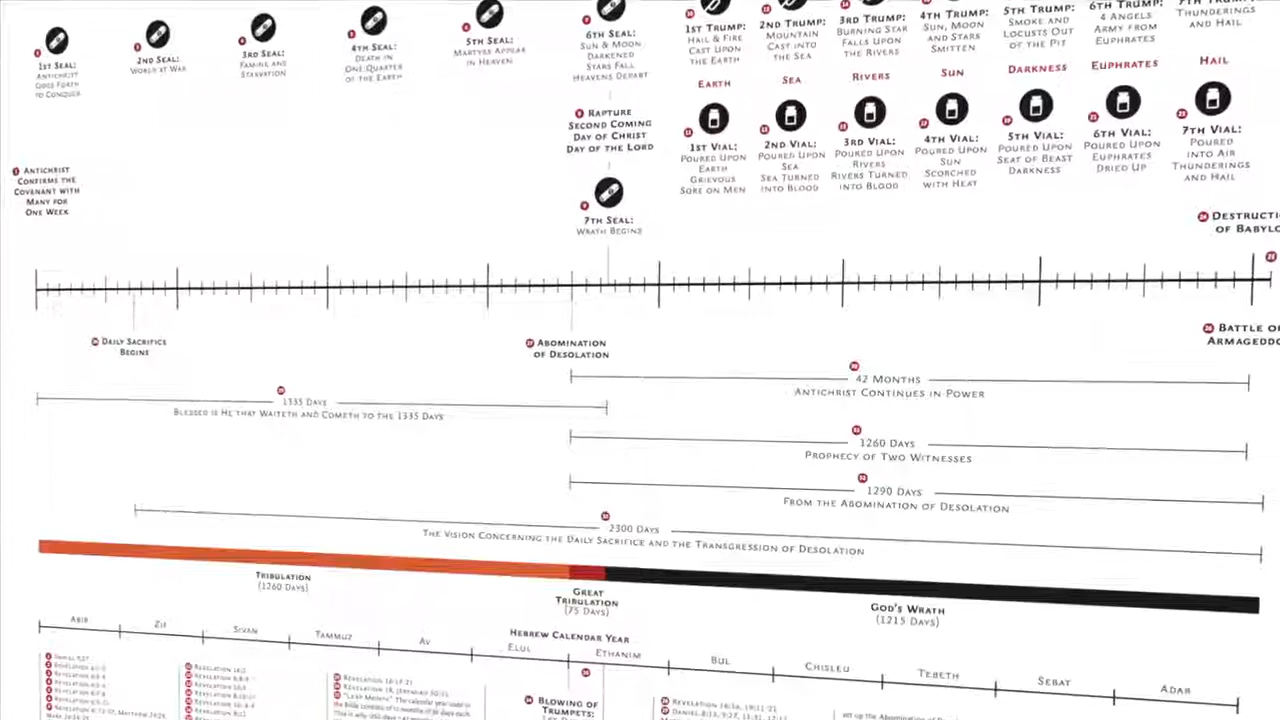 1ST SEAL:
ANTICHRIST
GOES FORTH
TO CONQUER
2ND SEAL:
WORLD AT WAR
3RD SEAL:
FAMINE AND
STARVATION
4TH SEAL:
DEATH IN
ONE QUARTER
OF THE EARTH
5TH SEAL:
MARTYRS APPEAR
IN HEAVEN
6TH SEAL:
SUN & MOON
DARKENED
STARS FALL
HEAVENS DEPART
1ST TRUMP:
HAIL & FIRE
CAST UPON
THE EARTH
2ND TRUMP:
MOUNTAIN
CAST INTO
THE SEA
3RD TRUMP:
BURNING STAR
FALLS UPON
THE RIVERS
4TH TRUMP:
SUN, MOON
AND STARS
SMITTEN
5TH TRUMP:
SMOKE AND
LOCUSTS OUT
OF THE PIT
6TH TRUMP:
4 ANGELS
ARMY FROM
EUPHRATES
7TH TRUMP:
THUNDERINGS
AND HAIL
EARTH
SEA
RIVERS
SUN
DARKNESS
EUPHRATES
HAIL
RAPTURE
SECOND COMING
DAY OF CHRIST
DAY OF THE LORD
7TH SEAL:
WRATH BEGINS
1ST VIAL:
POURED UPON
EARTH
GRIEVOUS
SORE ON MEN
2ND VIAL:
POURED UPON
SEA
SEA TURNED
INTO BLOOD
3RD VIAL:
POURED UPON
RIVERS
RIVERS TURNED
INTO BLOOD
4TH VIAL:
POURED UPON
SUN
SCORCHED
WITH HEAT
5TH VIAL:
POURED UPON
SEAT OF BEAST
DARKNESS
6TH VIAL:
POURED UPON
EUPHRATES
DRIED UP
7TH VIAL:
POURED
INTO AIR
THUNDERINGS
AND HAIL
ANTICHRIST
CONFIRMS THE
COVENANT WITH
MANY FOR
ONE WEEK
DESTRUCTI
OF BABYLO
DAILY SACRIFICE
BEGINS
ABOMINATION
OF DESOLATION
BATTLE OF
ARMAGEDDO
42 MONTHS
ANTICHRIST CONTINUES IN POWER
1335 DAYS
BLESSED IS HE THAT WAITETH AND COMETH TO THE 1335 DAYS
1260 DAYS
PROPHECY OF TWO WITNESSES
1290 DAYS
FROM THE ABOMINATION OF DESOLATION
2300 DAYS
THE VISION CONCERNING THE DAILY SACRIFICE AND THE TRANSGRESSION OF DESOLATION
TRIBULATION
(1260 DAYS)
GREAT
TRIBULATION
(75 DAYS)
GOD'S WRATH
(1215 DAYS)
HEBREW CALENDAR YEAR
ABIB
ZIF
SIVAN
TAMMUZ
AV
ELUL
ETHANIM
BUL
CHISLEU
TEBETH
SEBAT
ADAR
BLOWING OF
TRUMPETS: